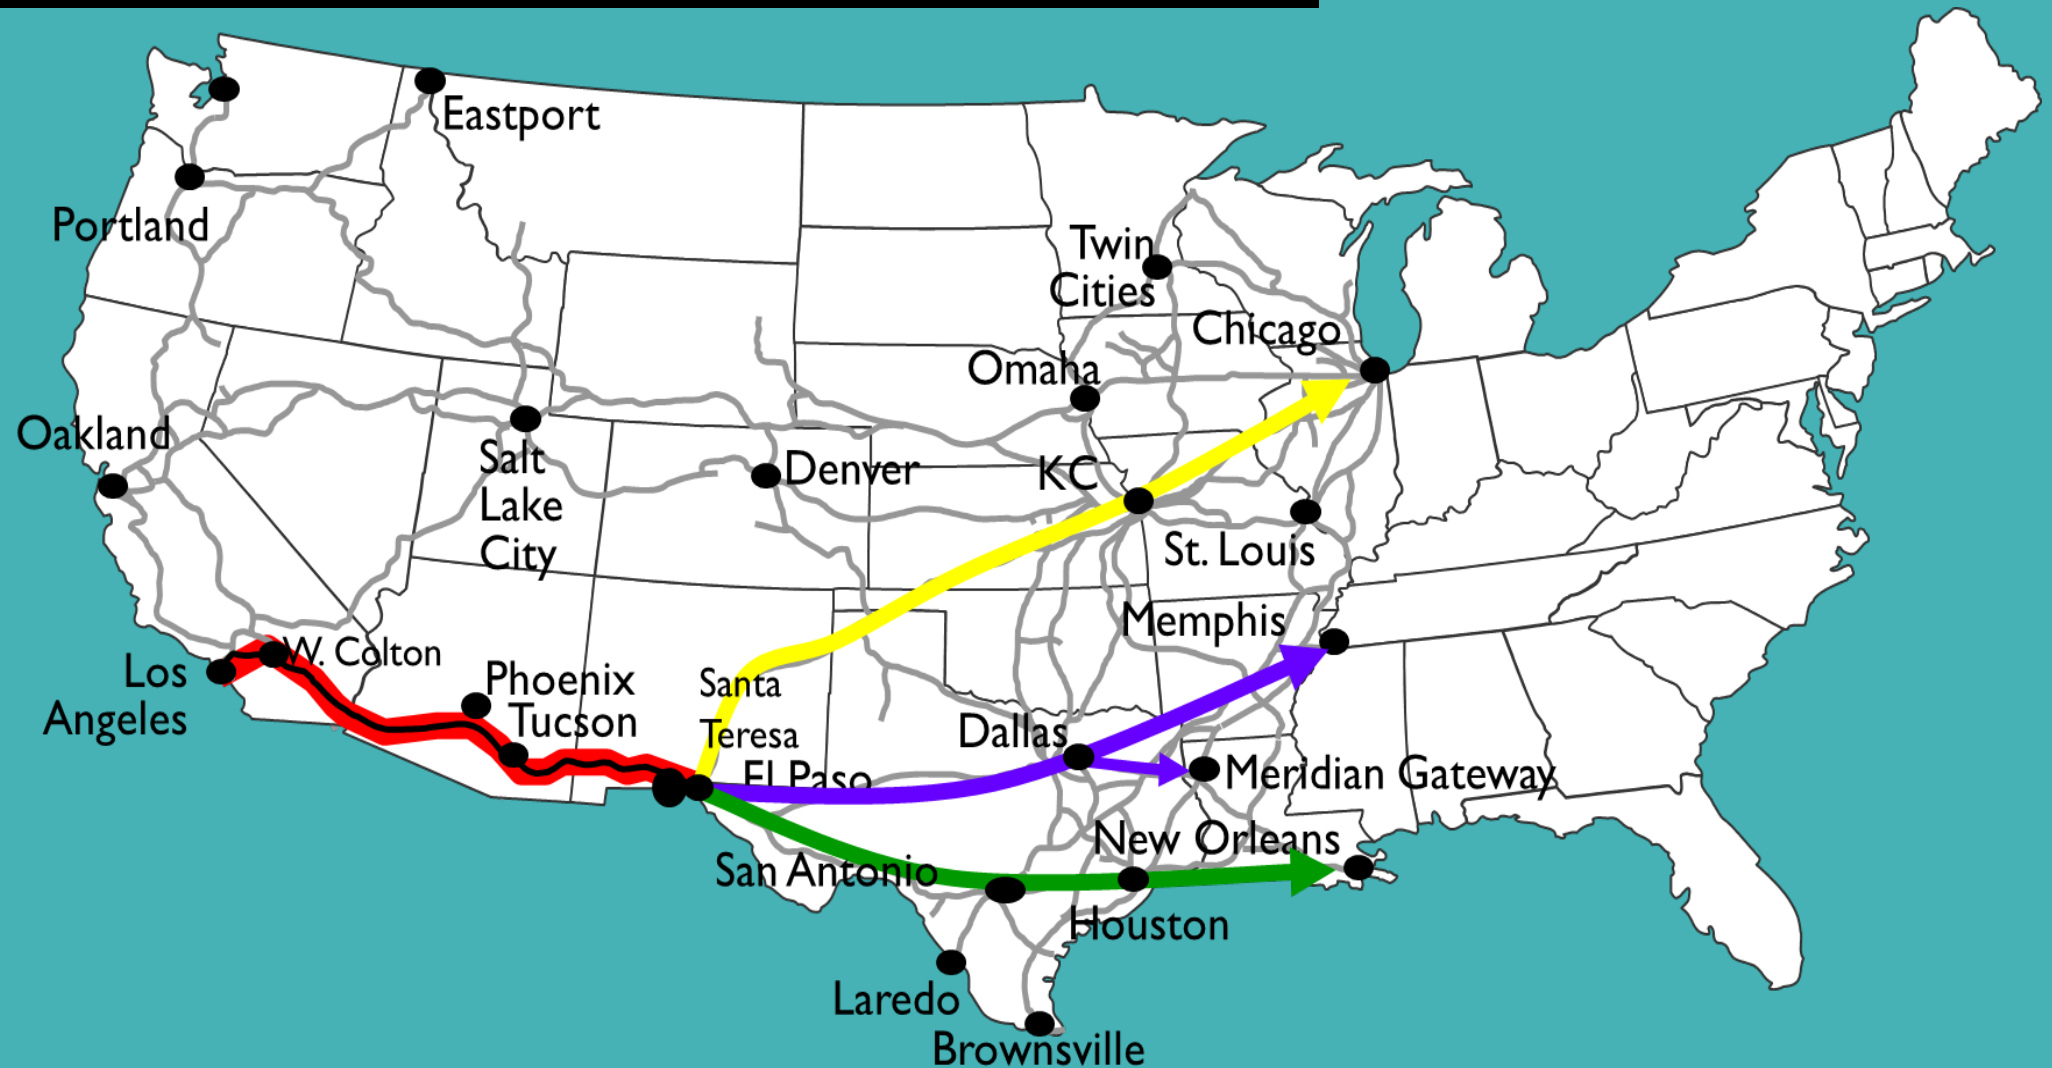 Eastport
Portland
Twin
Cities
Chicago
Omaha
Oakland
Salt
Lake
City
Denver
KC
St. Louis
Memphis
W. Colton
Los
Angeles
Phoenix
Tucson
Santa
Teresa
El Paso
Dallas
Meridian Gateway
New Orleans
San Antonio
Houston
Laredo
Brownsville